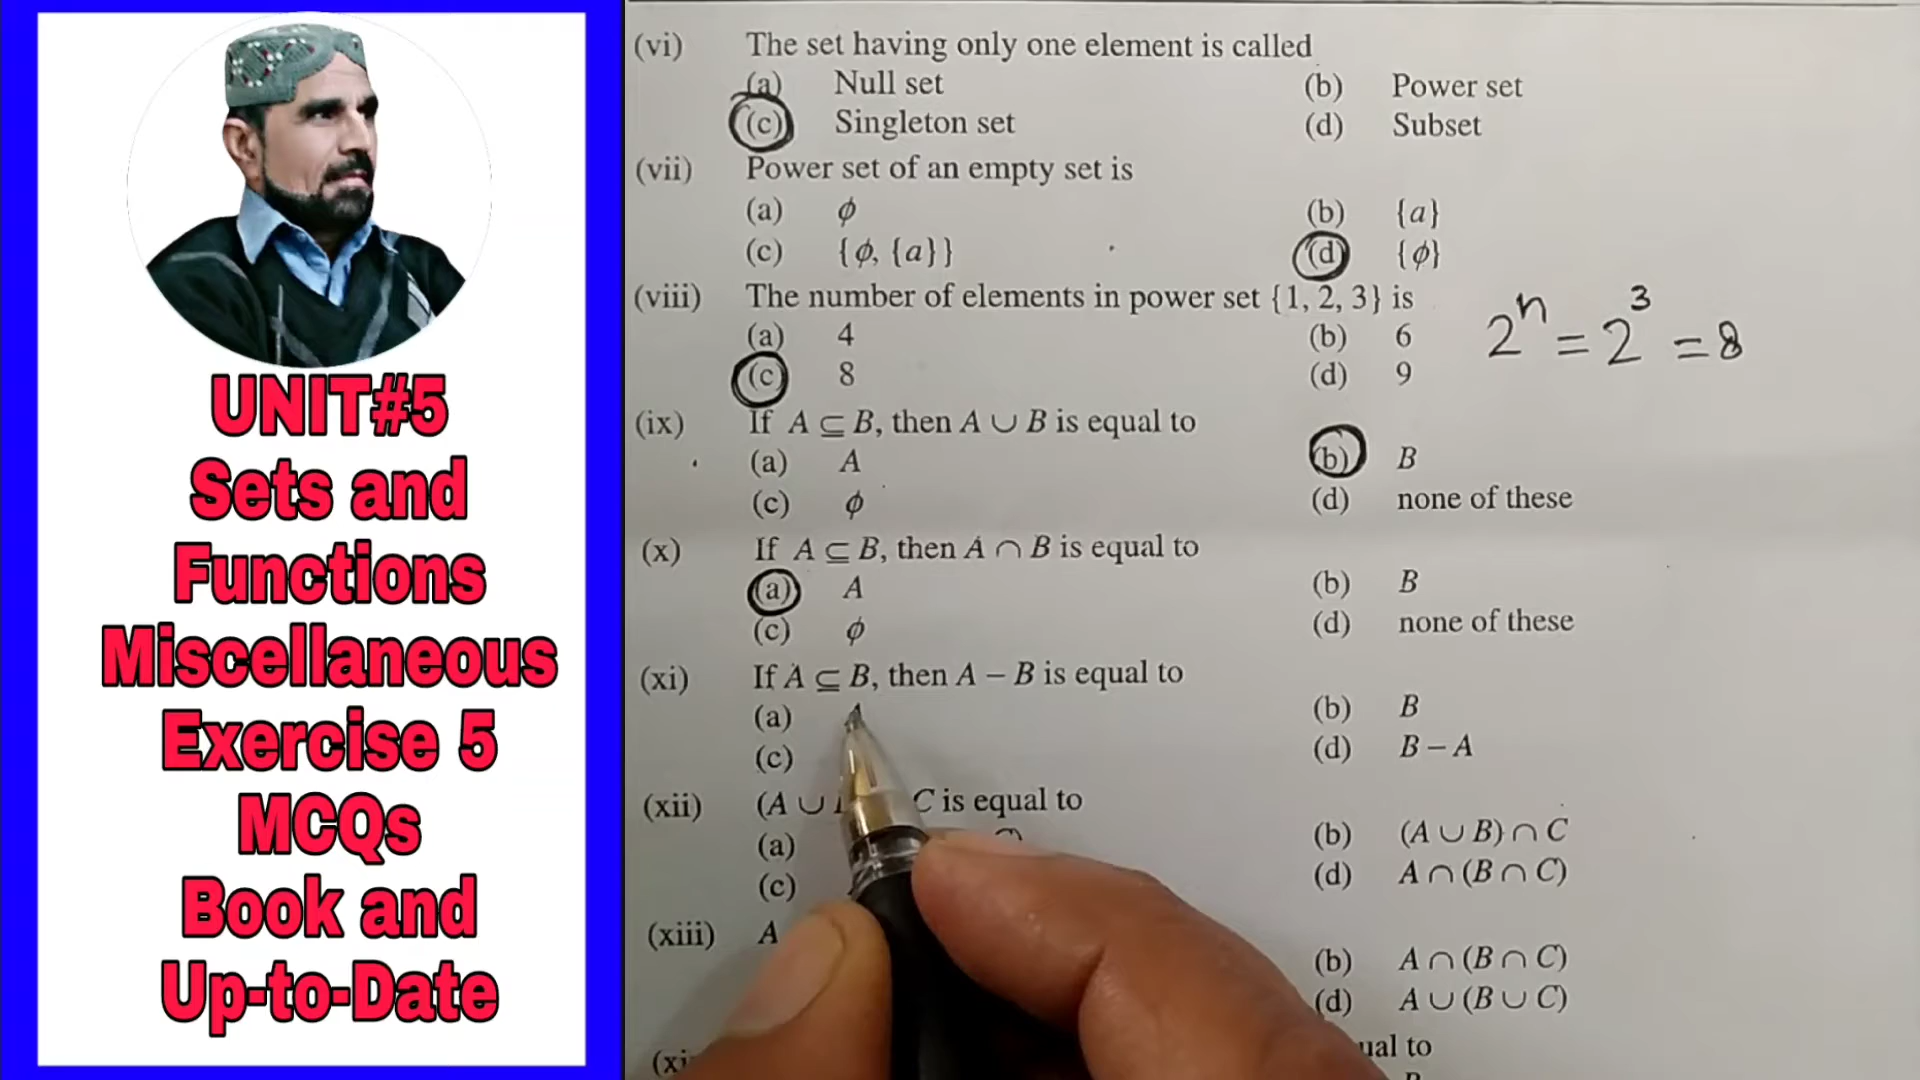 UNIT#5
Sets and
Functions
Miscellaneous
Exercise 5
MCQs
Book and
Up-to-Date
(vi) The set having only one element is called
(a) Null set (b) Power set
(c) Singleton set (d) Subset
(vii) Power set of an empty set is
(a) ϕ (b) {a}
(c) {ϕ, {a}} (d) {ϕ}
(viii) The number of elements in power set {1, 2, 3} is
(a) 4 (b) 6
(c 8 (d) 9
2ⁿ = 2³ = 8
(ix) If A ⊆ B, then A ∪ B is equal to
(a) A (b) B
(c) ϕ (d) none of these
(x) If A ⊆ B, then A ∩ B is equal to
(a) A (b) B
(c) ϕ (d) none of these
(xi) If A ⊆ B, then A – B is equal to
(a) A (b) B
(c) (d) B – A
(xii) (A ∪ C is equal to
(a) (b) (A ∪ B) ∩ C
(c) (d) A ∩ (B ∩ C)
(xiii) A
(b) A ∩ (B ∩ C)
(d) A ∪ (B ∪ C)
ual to